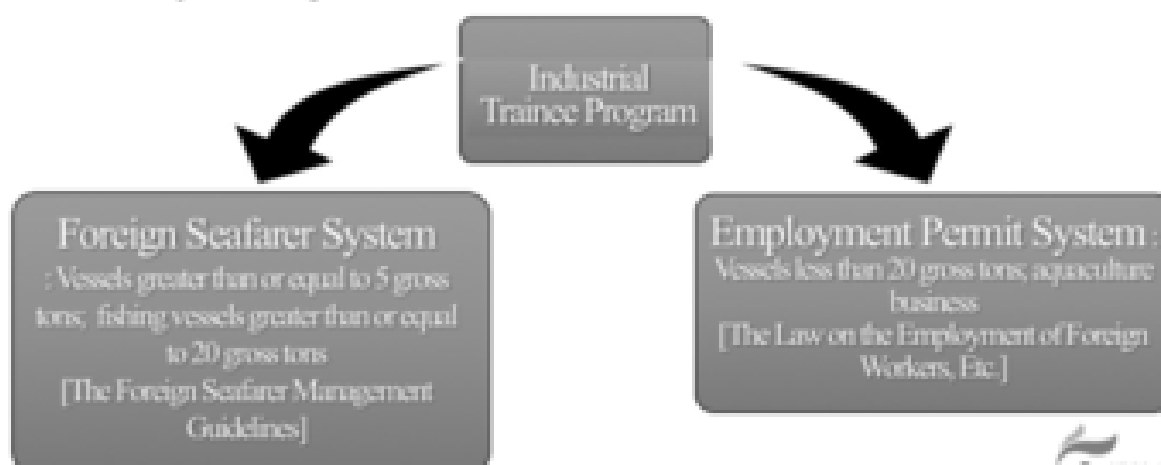 Industrial
Trainee Program
Foreign Seafarer System
: Vessels greater than or equal to 5 gross
tons; fishing vessels greater than or equal
to 20 gross tons
[The Foreign Seafarer Management
Guidelines]
Employment Permit System :
Vessels less than 20 gross tons; aquaculture
business
[The Law on the Employment of Foreign
Workers, Etc.]